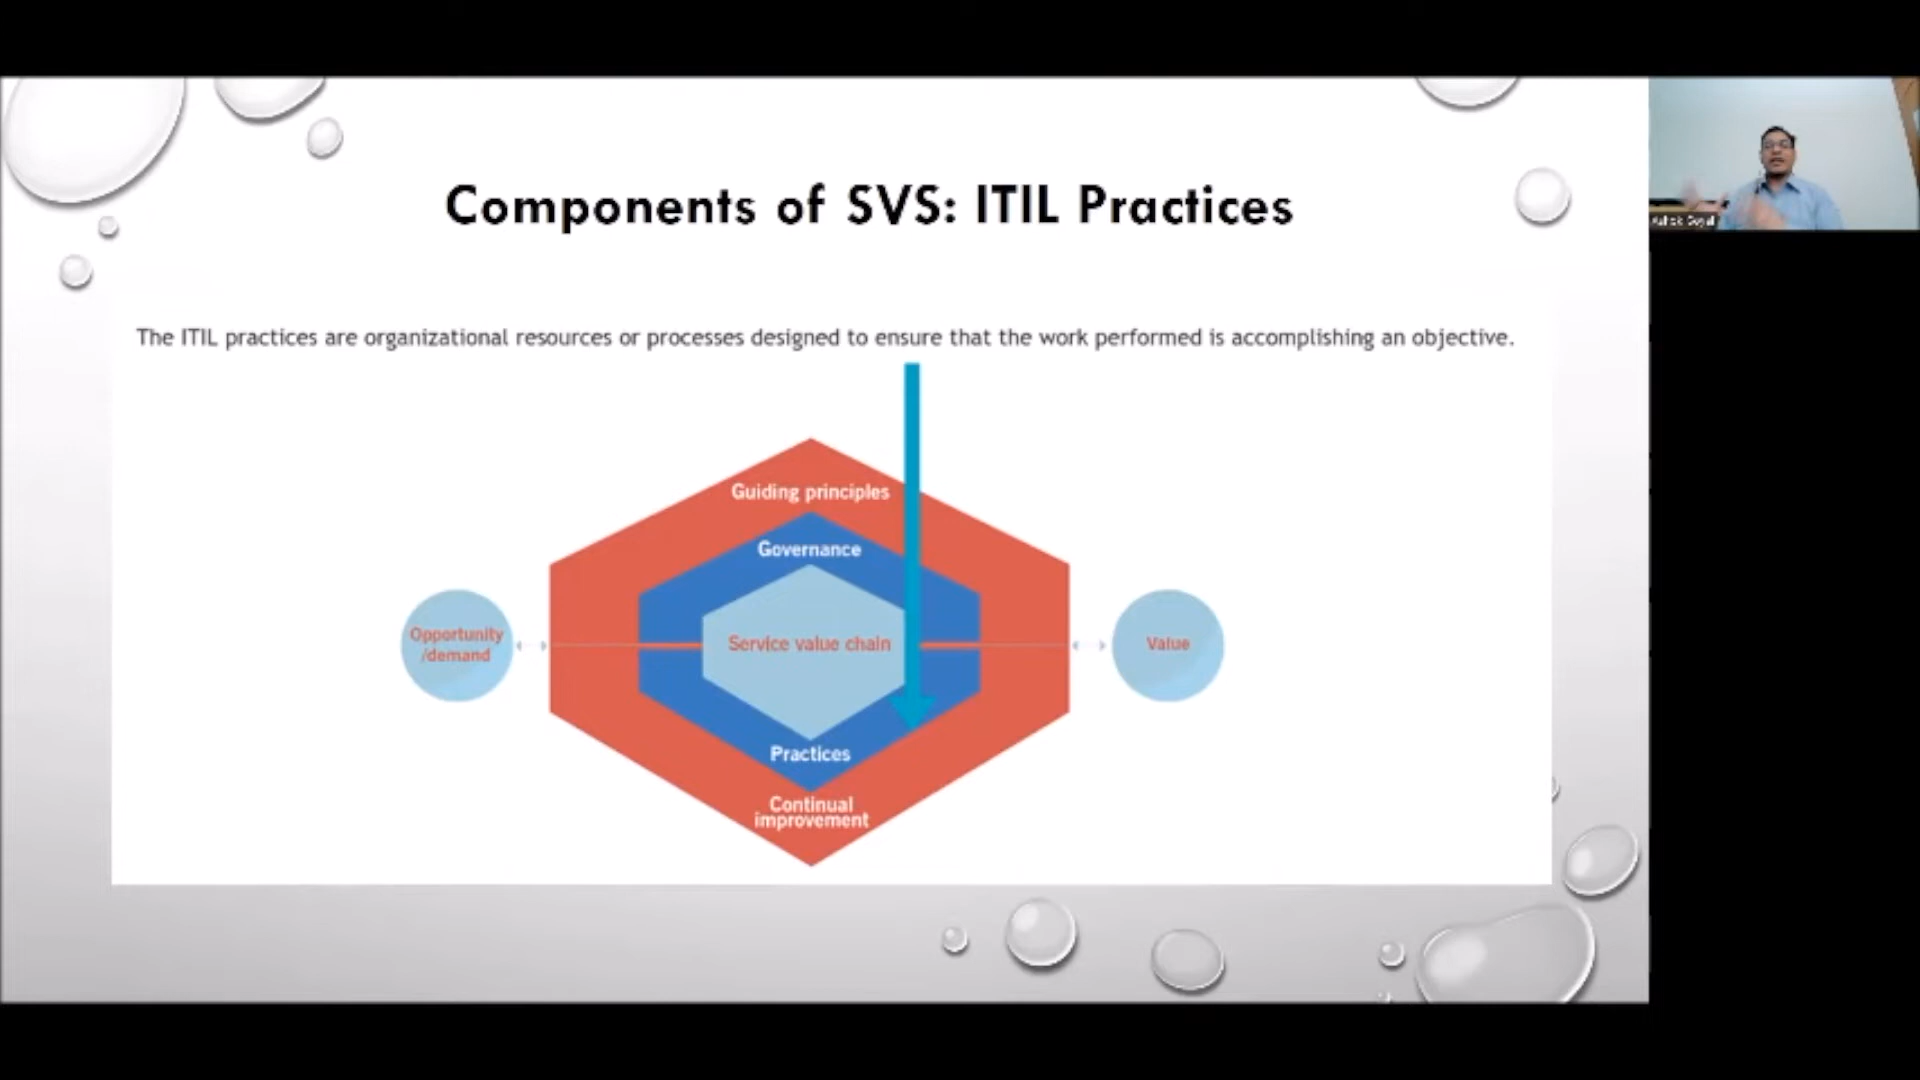 Components of SVS: ITIL Practices
The ITIL practices are organizational resources or processes designed to ensure that the work performed is accomplishing an objective.
Guiding principles
Governance
Opportunity
/demand
Service value chain
Value
Practices
Continual
improvement